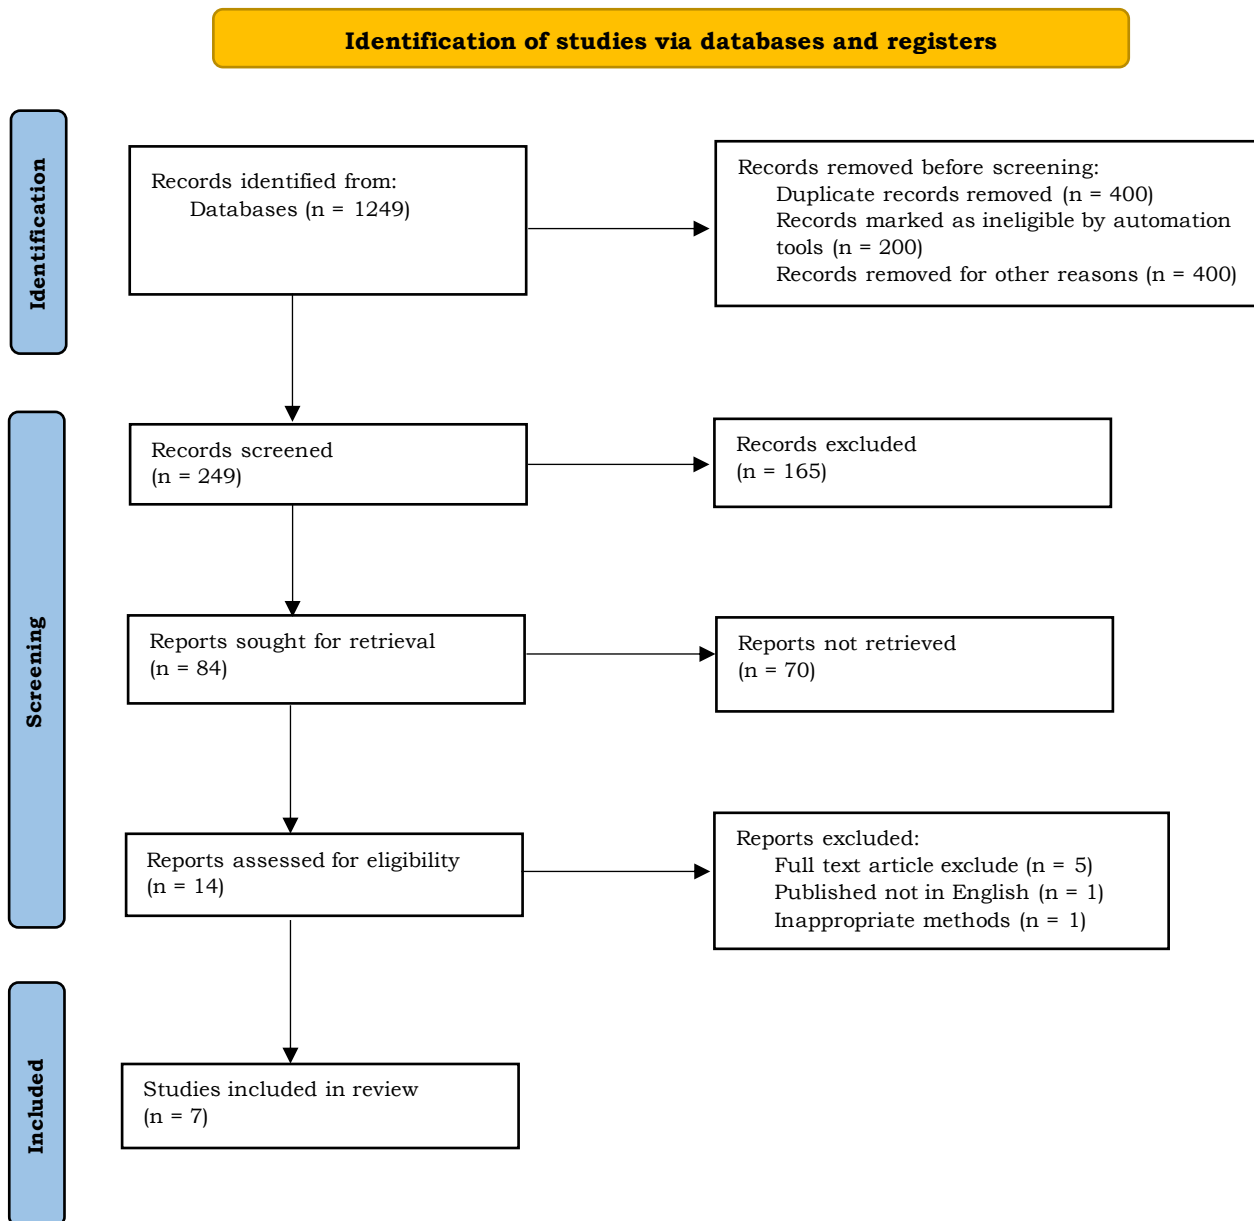 Identification of studies via databases and registers
Identification
Records identified from:
Databases (n = 1249)
Records removed before screening:
Duplicate records removed (n = 400)
Records marked as ineligible by automation
tools (n = 200)
Records removed for other reasons (n = 400)
Screening
Records screened
(n = 249)
Records excluded
(n = 165)
Reports sought for retrieval
(n = 84)
Reports not retrieved
(n = 70)
Reports assessed for eligibility
(n = 14)
Reports excluded:
Full text article exclude (n = 5)
Published not in English (n = 1)
Inappropriate methods (n = 1)
Included
Studies included in review
(n = 7)